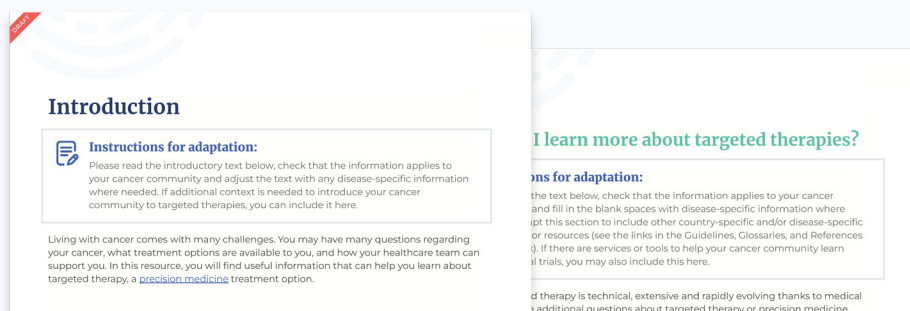 DRAFT
Introduction
Instructions for adaptation:
Please read the introductory text below, check that the information applies to
your cancer community and adjust the text with any disease-specific information
where needed. If additional context is needed to introduce your cancer
community to targeted therapies, you can include it here.
Living with cancer comes with many challenges. You may have many questions regarding
your cancer, what treatment options are available to you, and how your healthcare team can
support you. In this resource, you will find useful information that can help you learn about
targeted therapy, a precision medicine treatment option.
I learn more about targeted therapies?
ons for adaptation:
the text below, check that the information applies to your cancer
and fill in the blank spaces with disease-specific information where
pt this section to include other country-specific and/or disease-specific
or resources (see the links in the Guidelines, Glossaries, and References
). If there are services or tools to help your cancer community learn
al trials, you may also include this here.
d therapy is technical, extensive and rapidly evolving thanks to medical
additional questions about targeted therapy or precision medicine